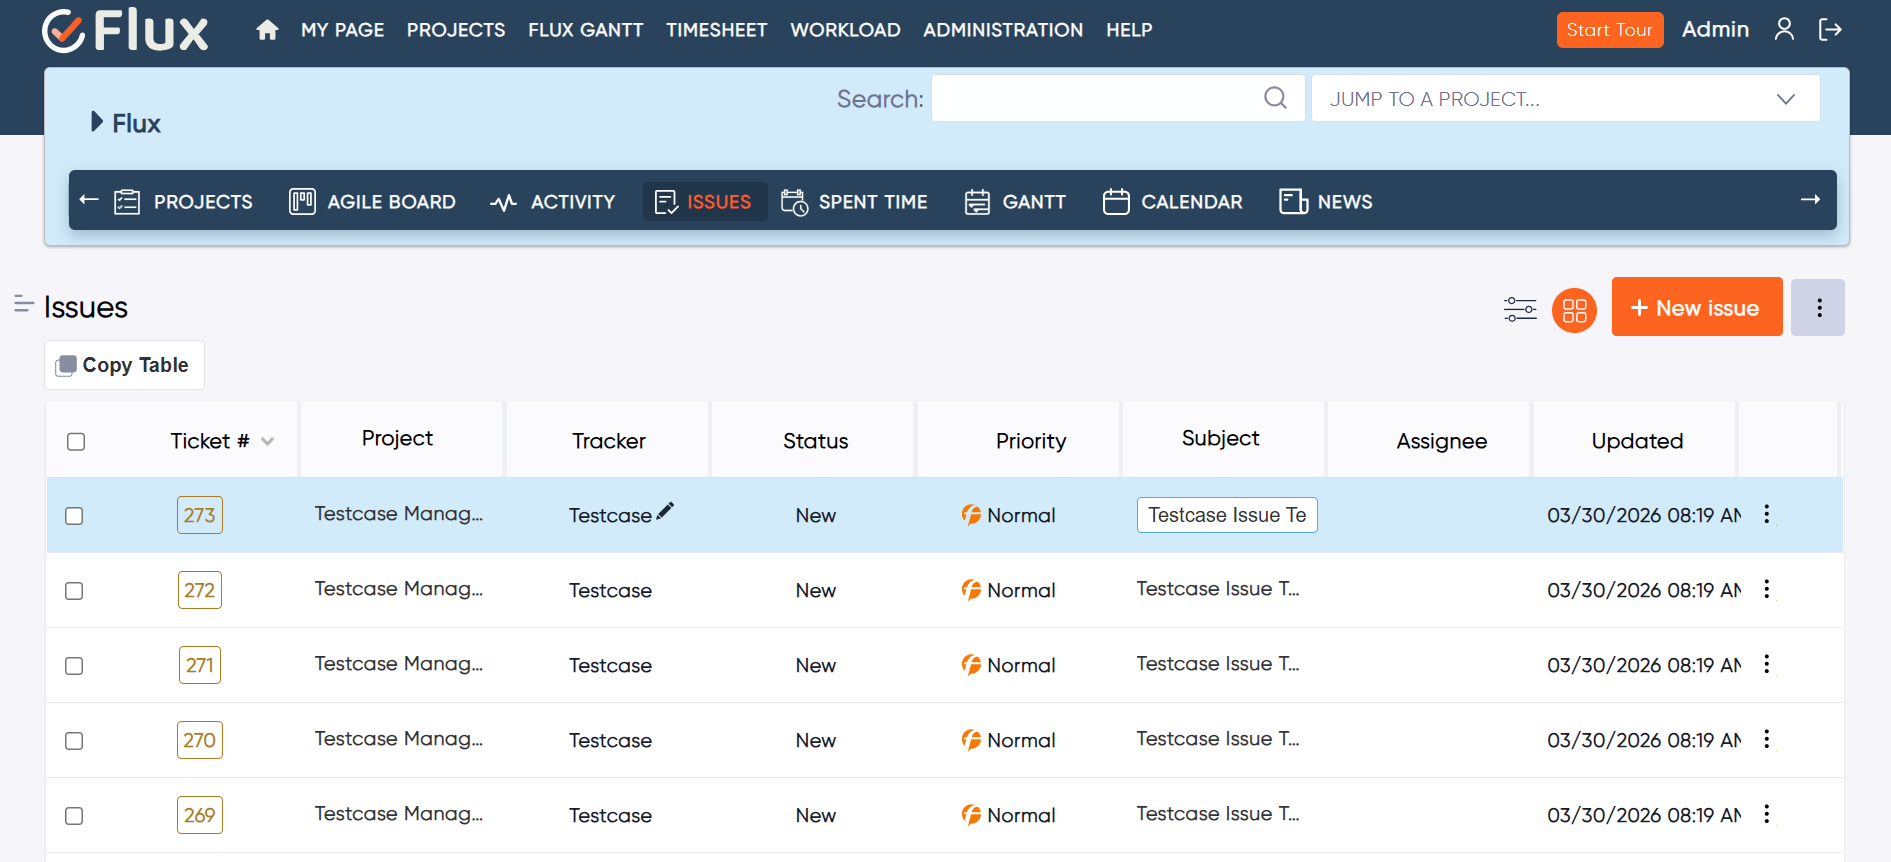 Flux
MY PAGE PROJECTS FLUX GANTT TIMESHEET WORKLOAD ADMINISTRATION HELP
Start Tour Admin
Search: JUMP TO A PROJECT...
Flux
PROJECTS AGILE BOARD ACTIVITY ISSUES SPENT TIME GANTT CALENDAR NEWS
Issues
+ New issue
Copy Table
Ticket # Project Tracker Status Priority Subject Assignee Updated
273 Testcase Manag... Testcase New Normal Testcase Issue Te 03/30/2026 08:19 AM
272 Testcase Manag... Testcase New Normal Testcase Issue T... 03/30/2026 08:19 AM
271 Testcase Manag... Testcase New Normal Testcase Issue T... 03/30/2026 08:19 AM
270 Testcase Manag... Testcase New Normal Testcase Issue T... 03/30/2026 08:19 AM
269 Testcase Manag... Testcase New Normal Testcase Issue T... 03/30/2026 08:19 AM